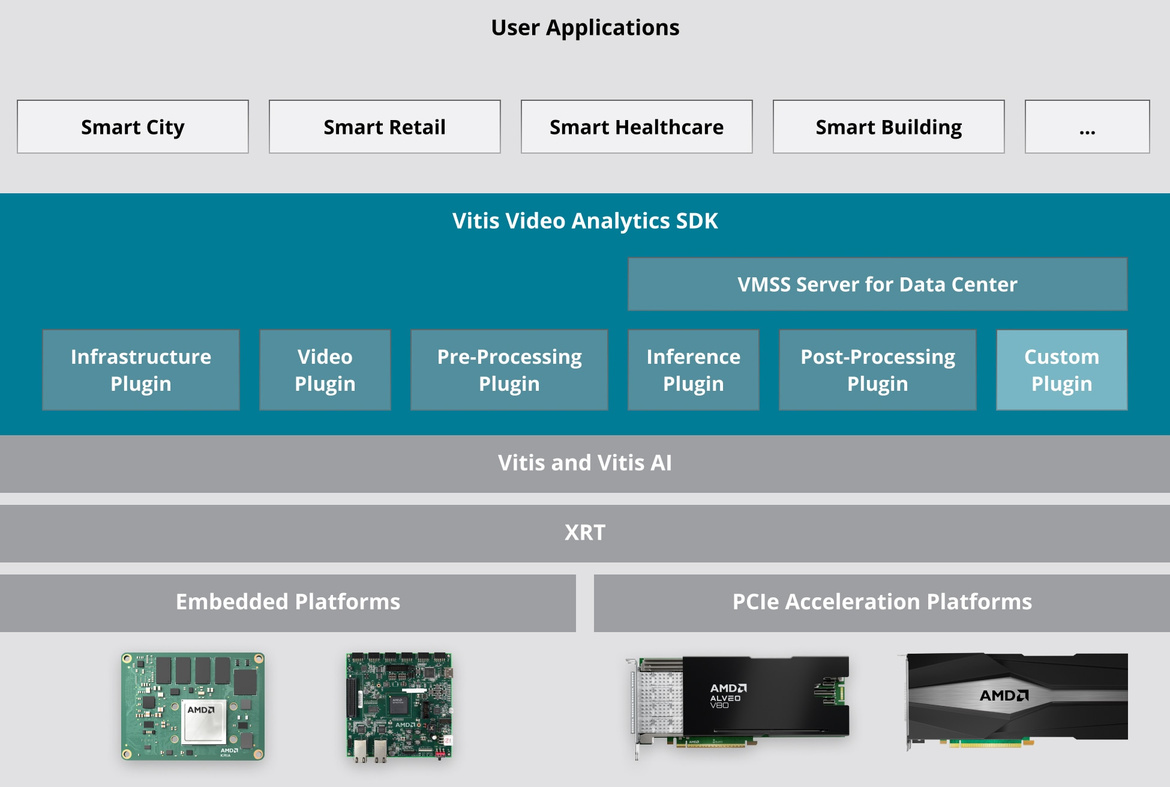 User Applications
Smart City
Smart Retail
Smart Healthcare
Smart Building
...
Vitis Video Analytics SDK
VMSS Server for Data Center
Infrastructure
Plugin
Video
Plugin
Pre-Processing
Plugin
Inference
Plugin
Post-Processing
Plugin
Custom
Plugin
Vitis and Vitis AI
XRT
Embedded Platforms
PCIe Acceleration Platforms
AMD
AMD
AMD
AMD
ALVEO
V80
AMD